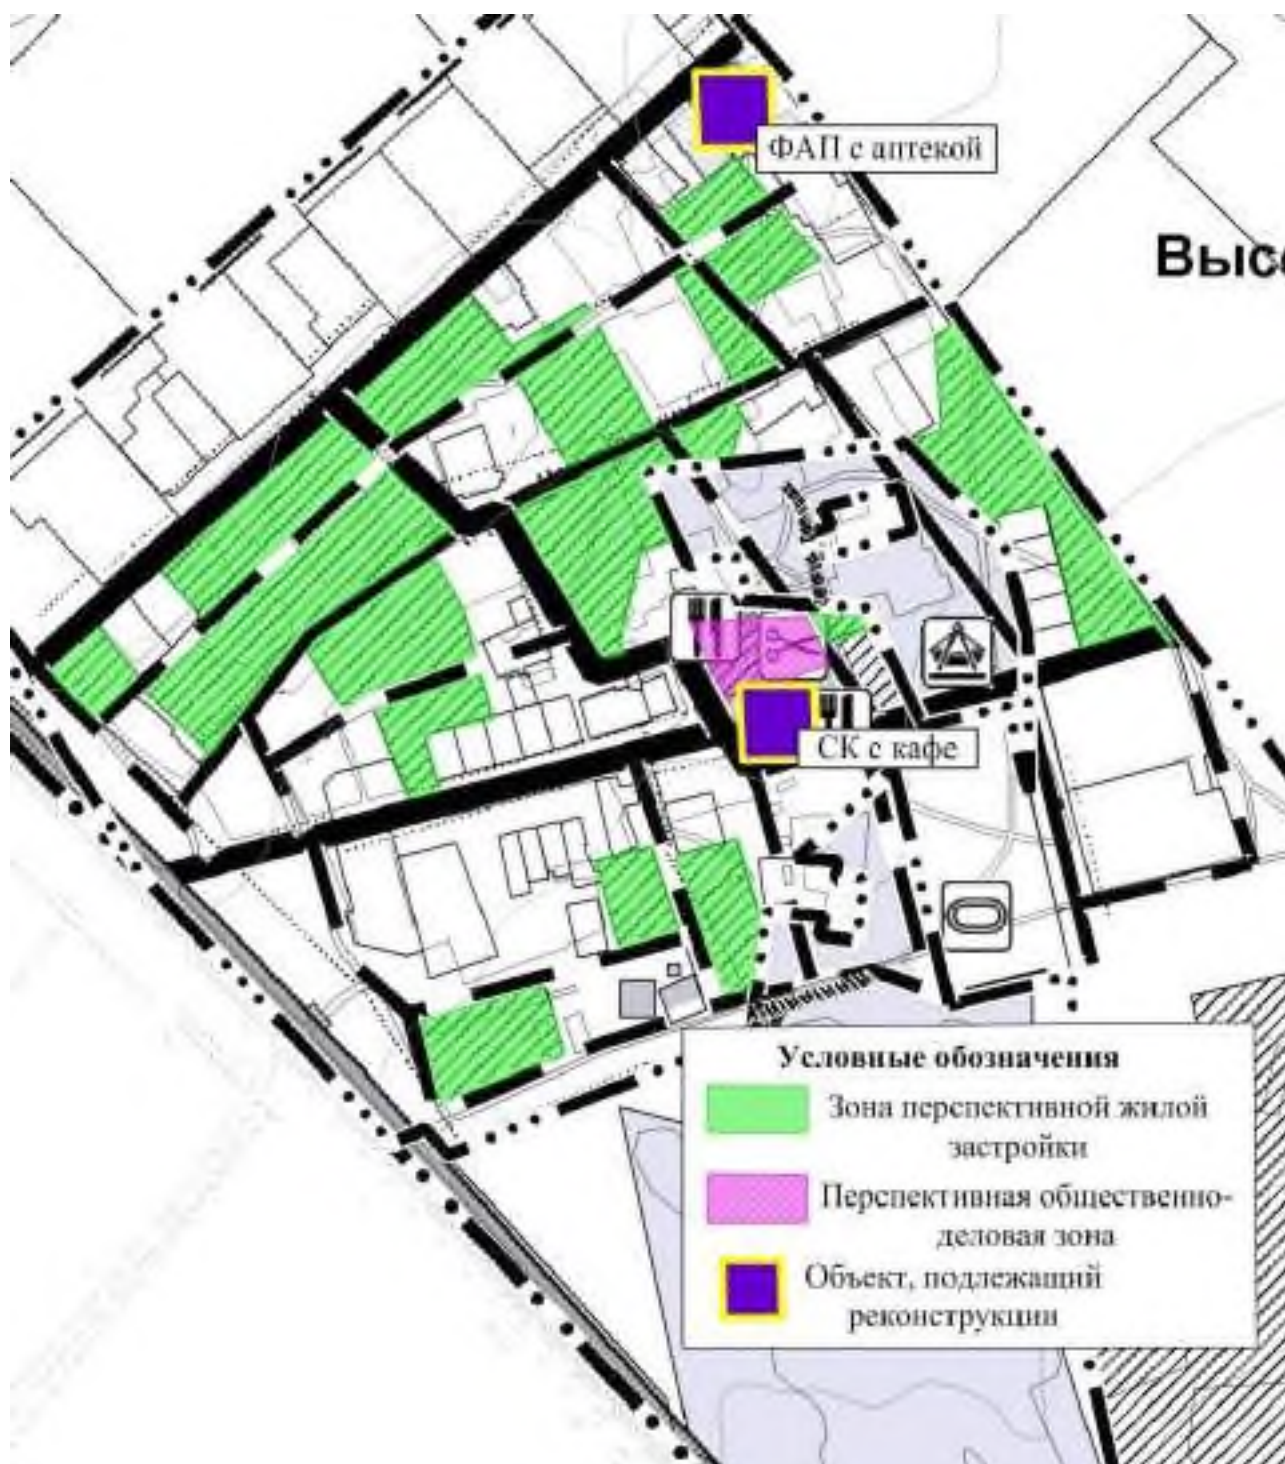 ФАП с аптекой
Высо
СК с кафе
Условные обозначения
Зона перспективной жилой
застройки
Перспективная общественно-
деловая зона
Объект, подлежащий
реконструкции